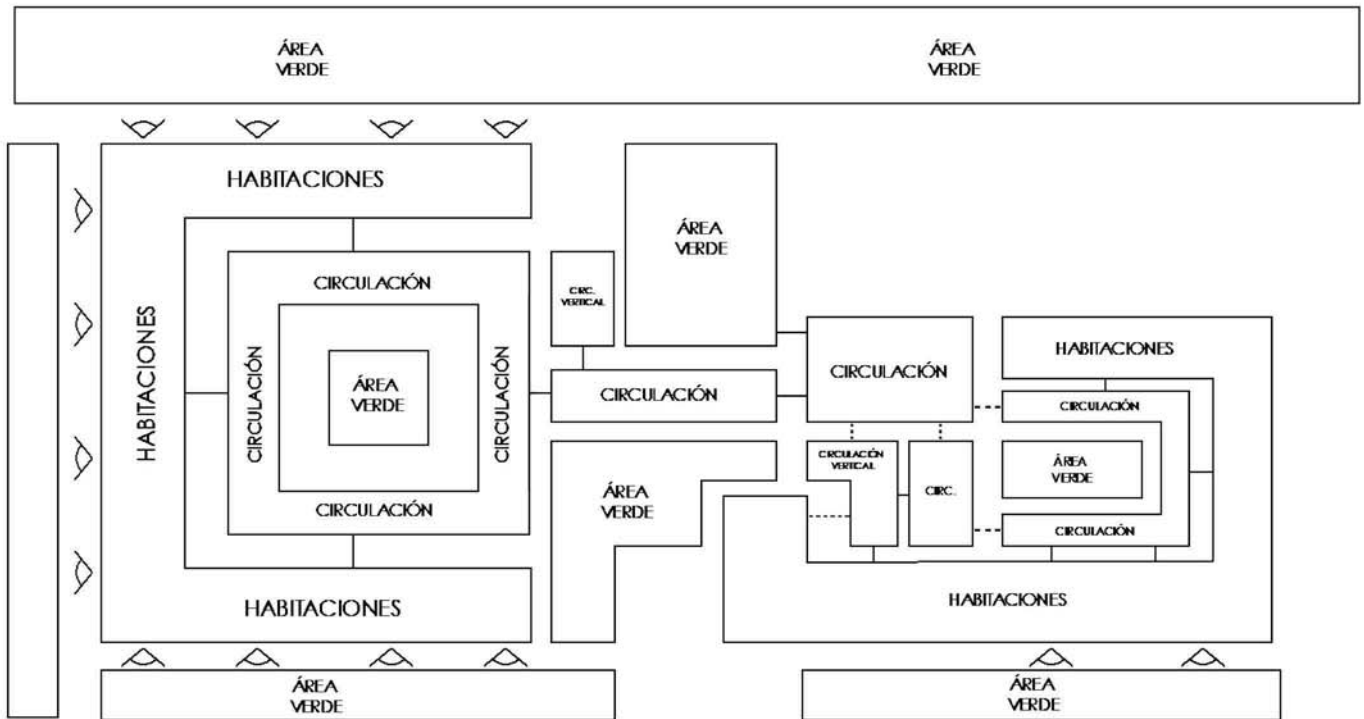 ÁREA
VERDE
ÁREA
VERDE
HABITACIONES
HABITACIONES
CIRCULACIÓN
CIRCULACIÓN
ÁREA
VERDE
CIRCULACIÓN
CIRCULACIÓN
HABITACIONES
CIRC.
VERTICAL
ÁREA
VERDE
CIRCULACIÓN
ÁREA
VERDE
CIRCULACIÓN
CIRCULACIÓN
VERTICAL
CIRC.
HABITACIONES
CIRCULACIÓN
ÁREA
VERDE
CIRCULACIÓN
HABITACIONES
ÁREA
VERDE
ÁREA
VERDE